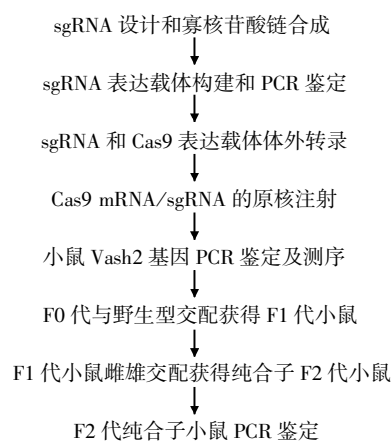 sgRNA 设计和寡核苷酸链合成
sgRNA 表达载体构建和 PCR 鉴定
sgRNA 和 Cas9 表达载体体外转录
Cas9 mRNA/sgRNA 的原核注射
小鼠 Vash2 基因 PCR 鉴定及测序
F0 代与野生型交配获得 F1 代小鼠
F1 代小鼠雌雄交配获得纯合子 F2 代小鼠
F2 代纯合子小鼠 PCR 鉴定